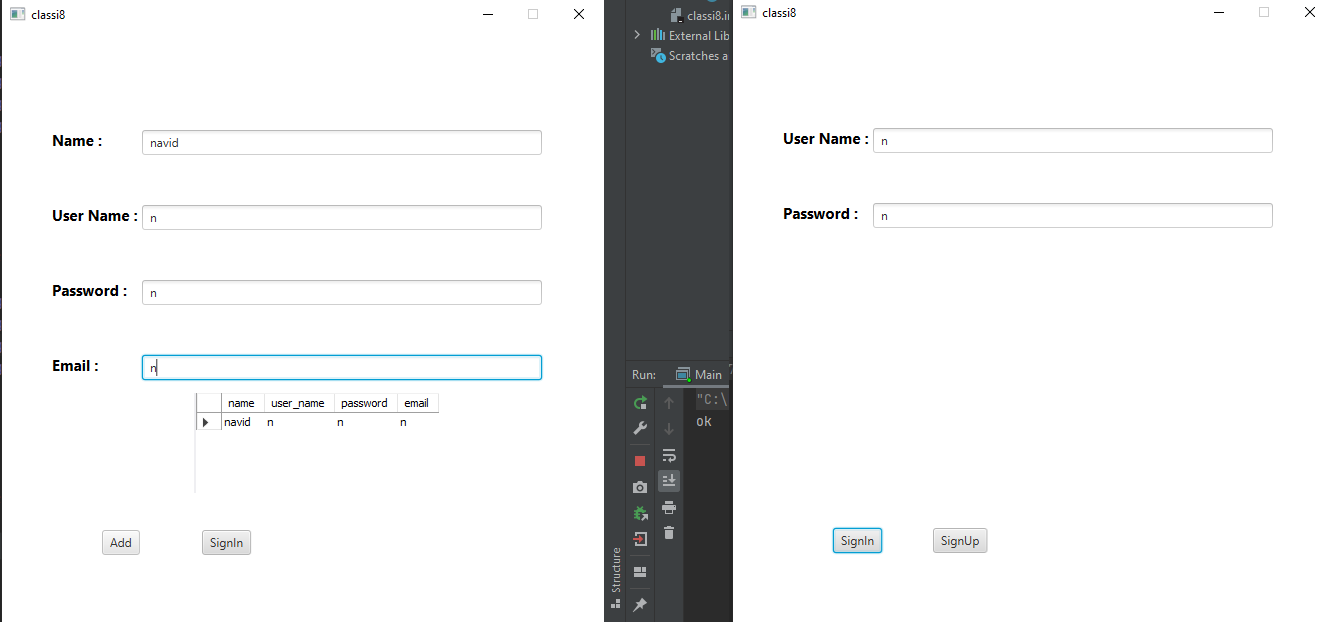 classi8
Name :
navid
User Name :
n
Password :
n
Email :
n
name user_name password email
navid n n n
Add
SignIn
classi8.i
External Lib
Scratches a
Run: Main
"C:\
ok
Structure
classi8
User Name :
n
Password :
n
SignIn
SignUp